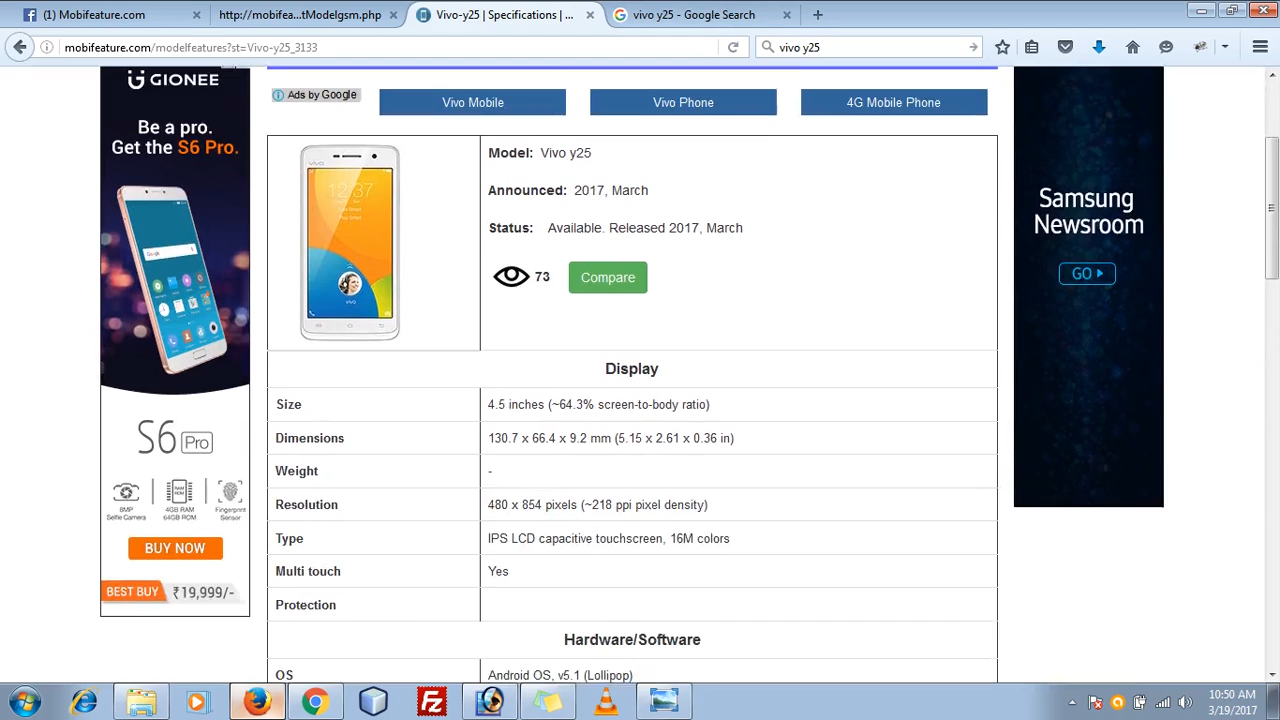 (1) Mobifeature.com
http://mobifea...tModelgsm.php
Vivo-y25 | Specifications | ...
vivo y25 - Google Search
mobifeature.com/modelfeatures?st=Vivo-y25_3133
vivo y25
GIONEE
Be a pro.
Get the S6 Pro.
S6 Pro
8MP
Selfie Camera
4GB RAM
64GB ROM
Fingerprint
Sensor
BUY NOW
BEST BUY ₹19,999/-
Ads by Google
Vivo Mobile
Vivo Phone
4G Mobile Phone
vivo
12:37
Model: Vivo y25
Announced: 2017, March
Status: Available. Released 2017, March
73
Compare
Display
Size 4.5 inches (~64.3% screen-to-body ratio)
Dimensions 130.7 x 66.4 x 9.2 mm (5.15 x 2.61 x 0.36 in)
Weight -
Resolution 480 x 854 pixels (~218 ppi pixel density)
Type IPS LCD capacitive touchscreen, 16M colors
Multi touch Yes
Protection
Hardware/Software
OS Android OS, v5.1 (Lollipop)
Samsung
Newsroom
GO
10:50 AM
3/19/2017